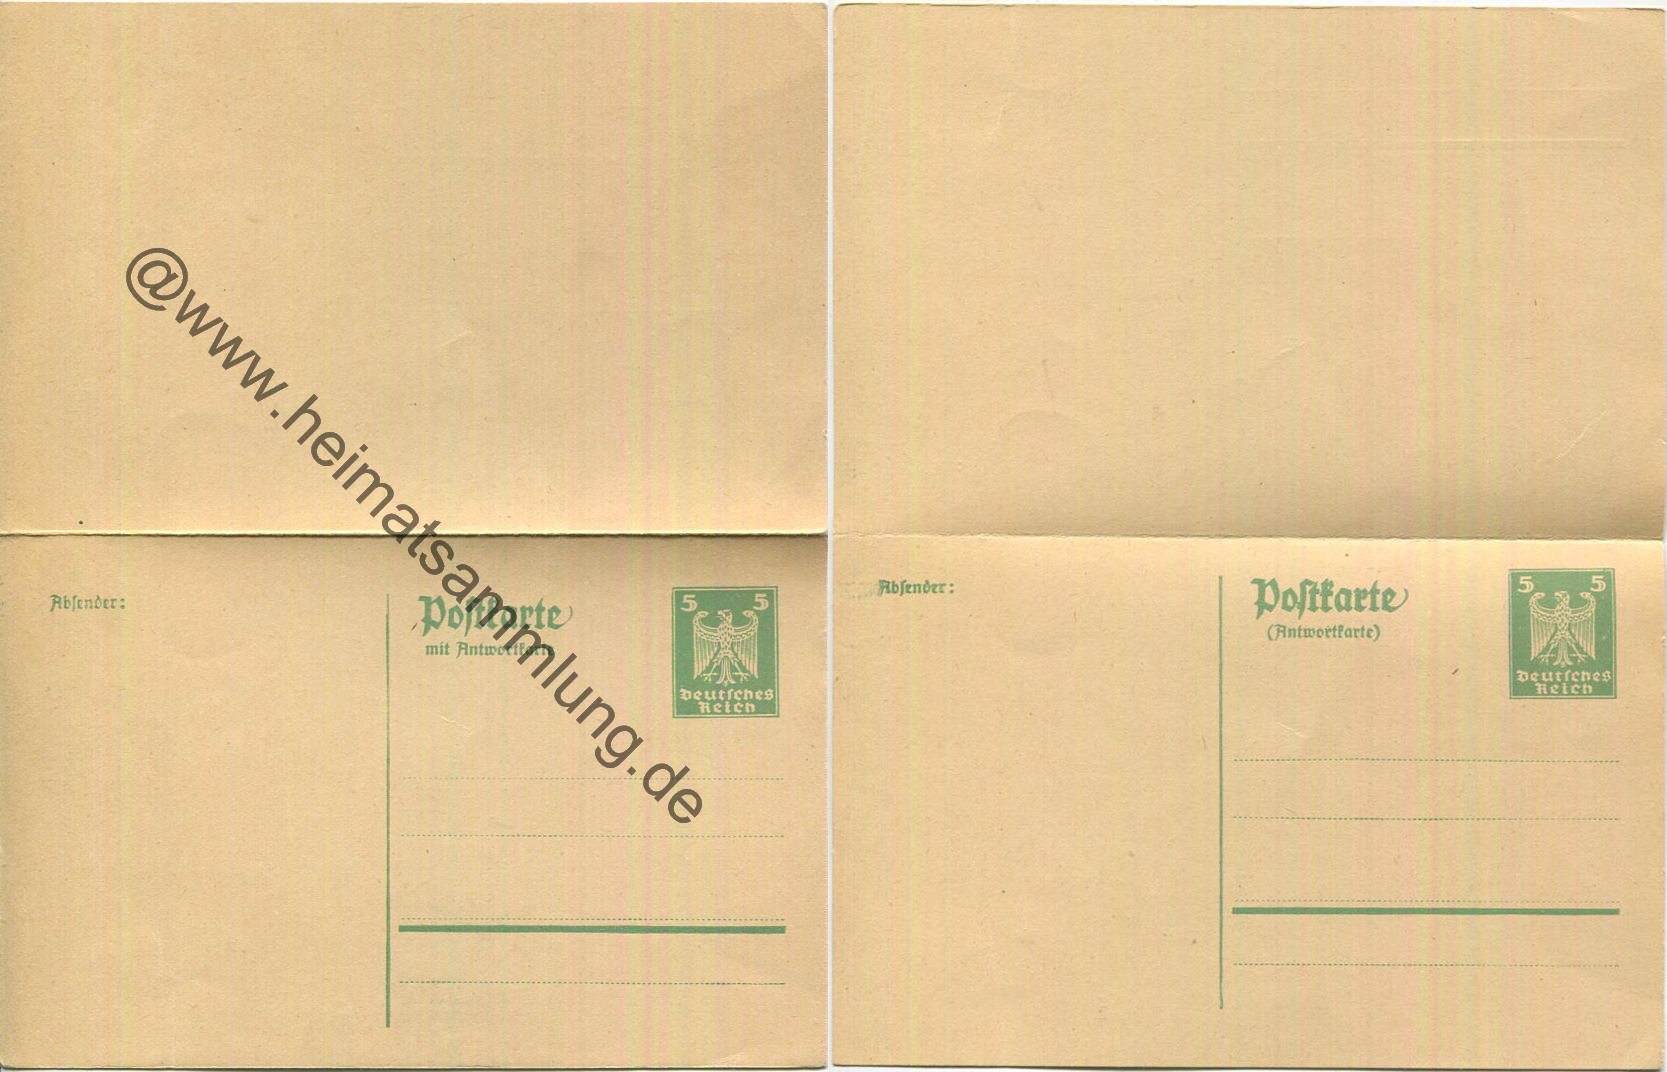 @www.heimatsammlung.de
Absender:
Postkarte
mit Antwortkarte
5 5
Deutsches
Reich
Absender:
Postkarte
(Antwortkarte)
5 5
Deutsches
Reich